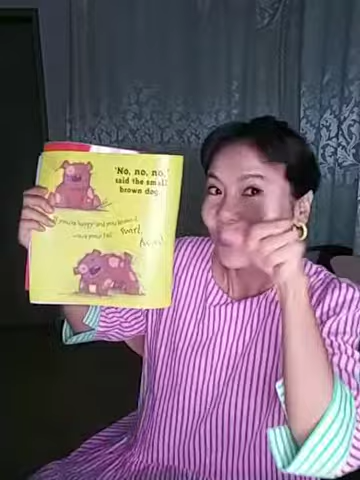 'No, no, no,'
said the small
brown dog.
If you're happy and you know it,
wave your tail.
Swirl,